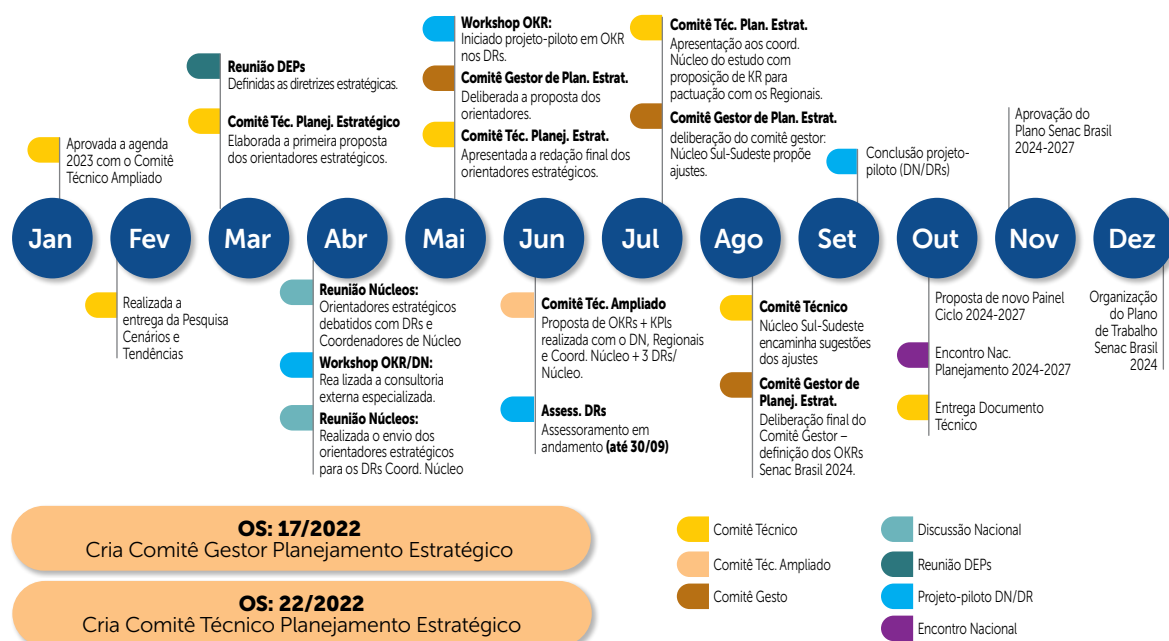 Aprovada a agenda
2023 com o Comitê
Técnico Ampliado
Reunião DEPs
Definidas as diretrizes estratégicas.
Comitê Téc. Planej. Estratégico
Elaborada a primeira proposta
dos orientadores estratégicos.
Workshop OKR:
Iniciado projeto-piloto em OKR
nos DRs.
Comitê Gestor de Plan. Estrat.
Deliberada a proposta dos
orientadores.
Comitê Téc. Planej. Estrat.
Apresentada a redação final dos
orientadores estratégicos.
Comitê Téc. Plan. Estrat.
Apresentação aos coord.
Núcleo do estudo com
proposição de KR para
pactuação com os Regionais.
Comitê Gestor de Plan. Estrat.
deliberação do comitê gestor:
Núcleo Sul-Sudeste propõe
ajustes.
Conclusão projeto-
piloto (DN/DRs)
Aprovação do
Plano Senac Brasil
2024-2027
Jan
Fev
Mar
Abr
Mai
Jun
Jul
Ago
Set
Out
Nov
Dez
Realizada a
entrega da Pesquisa
Cenários e
Tendências
Reunião Núcleos:
Orientadores estratégicos
debatidos com DRs e
Coordenadores de Núcleo
Workshop OKR/DN:
Rea lizada a consultoria
externa especializada.
Reunião Núcleos:
Realizada o envio dos
orientadores estratégicos
para os DRs Coord. Núcleo
Comitê Téc. Ampliado
Proposta de OKRs + KPIs
realizada com o DN, Regionais
e Coord. Núcleo + 3 DRs/
Núcleo.
Assess. DRs
Assessoramento em
andamento (até 30/09)
Comitê Técnico
Núcleo Sul-Sudeste
encaminha sugestões
dos ajustes
Comitê Gestor de
Planej. Estrat.
Deliberação final do
Comitê Gestor –
definição dos OKRs
Senac Brasil 2024.
Proposta de novo Painel
Ciclo 2024-2027
Encontro Nac.
Planejamento 2024-2027
Entrega Documento
Técnico
Organização
do Plano
de Trabalho
Senac Brasil
2024
OS: 17/2022
Cria Comitê Gestor Planejamento Estratégico
OS: 22/2022
Cria Comitê Técnico Planejamento Estratégico
Comitê Técnico
Comitê Téc. Ampliado
Comitê Gesto
Discussão Nacional
Reunião DEPs
Projeto-piloto DN/DR
Encontro Nacional